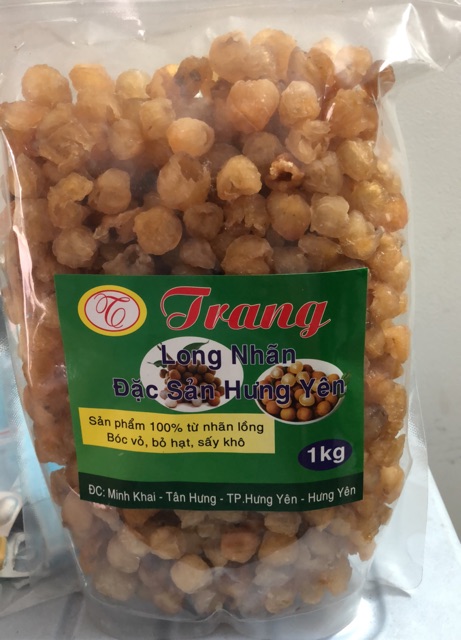 T
Trang
Long Nhãn
Đặc Sản Hưng Yên
Sản phẩm 100% từ nhãn lồng
Bóc vỏ, bỏ hạt, sấy khô
1kg
ĐC: Minh Khai - Tân Hưng - TP.Hưng Yên - Hưng Yên